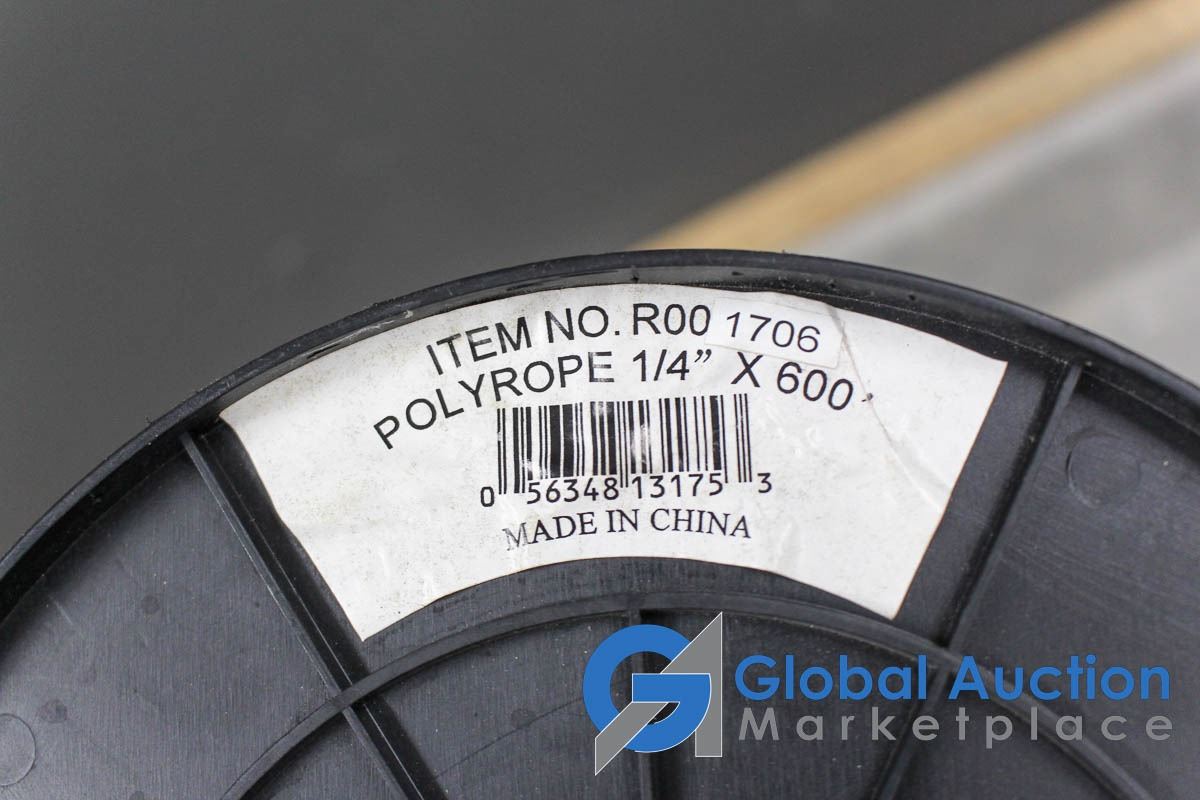 ITEM NO. R00 1706
POLYROPE 1/4” X 600
0 56348 13175 3
MADE IN CHINA
Global Auction
Marketplace